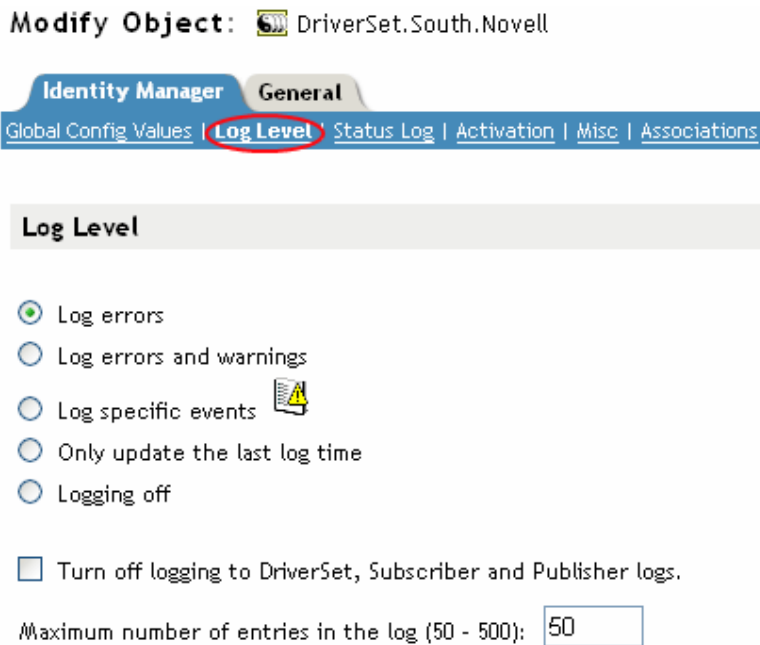 Modify Object: DriverSet.South.Novell
Identity Manager General
Global Config Values | Log Level | Status Log | Activation | Misc | Associations
Log Level
Log errors
Log errors and warnings
Log specific events
Only update the last log time
Logging off
Turn off logging to DriverSet, Subscriber and Publisher logs.
Maximum number of entries in the log (50 - 500): 50